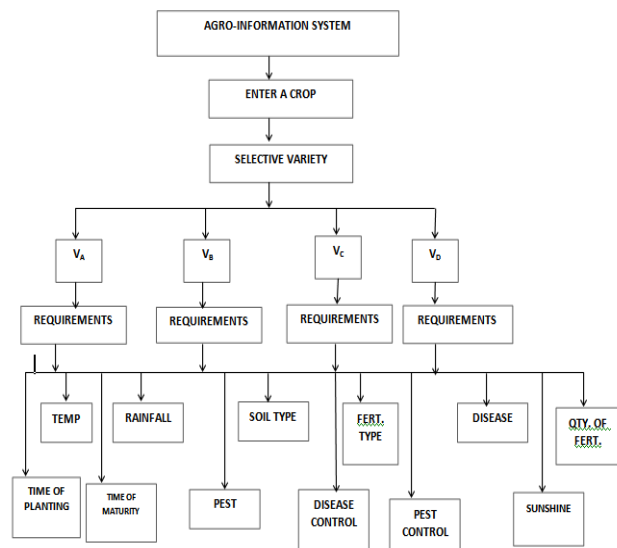 AGRO-INFORMATION SYSTEM
ENTER A CROP
SELECTIVE VARIETY
VA
VB
VC
VD
REQUIREMENTS
REQUIREMENTS
REQUIREMENTS
REQUIREMENTS
TEMP
RAINFALL
SOIL TYPE
FERT.
TYPE
DISEASE
QTY. OF
FERT.
TIME OF
PLANTING
TIME OF
MATURITY
PEST
DISEASE
CONTROL
PEST
CONTROL
SUNSHINE